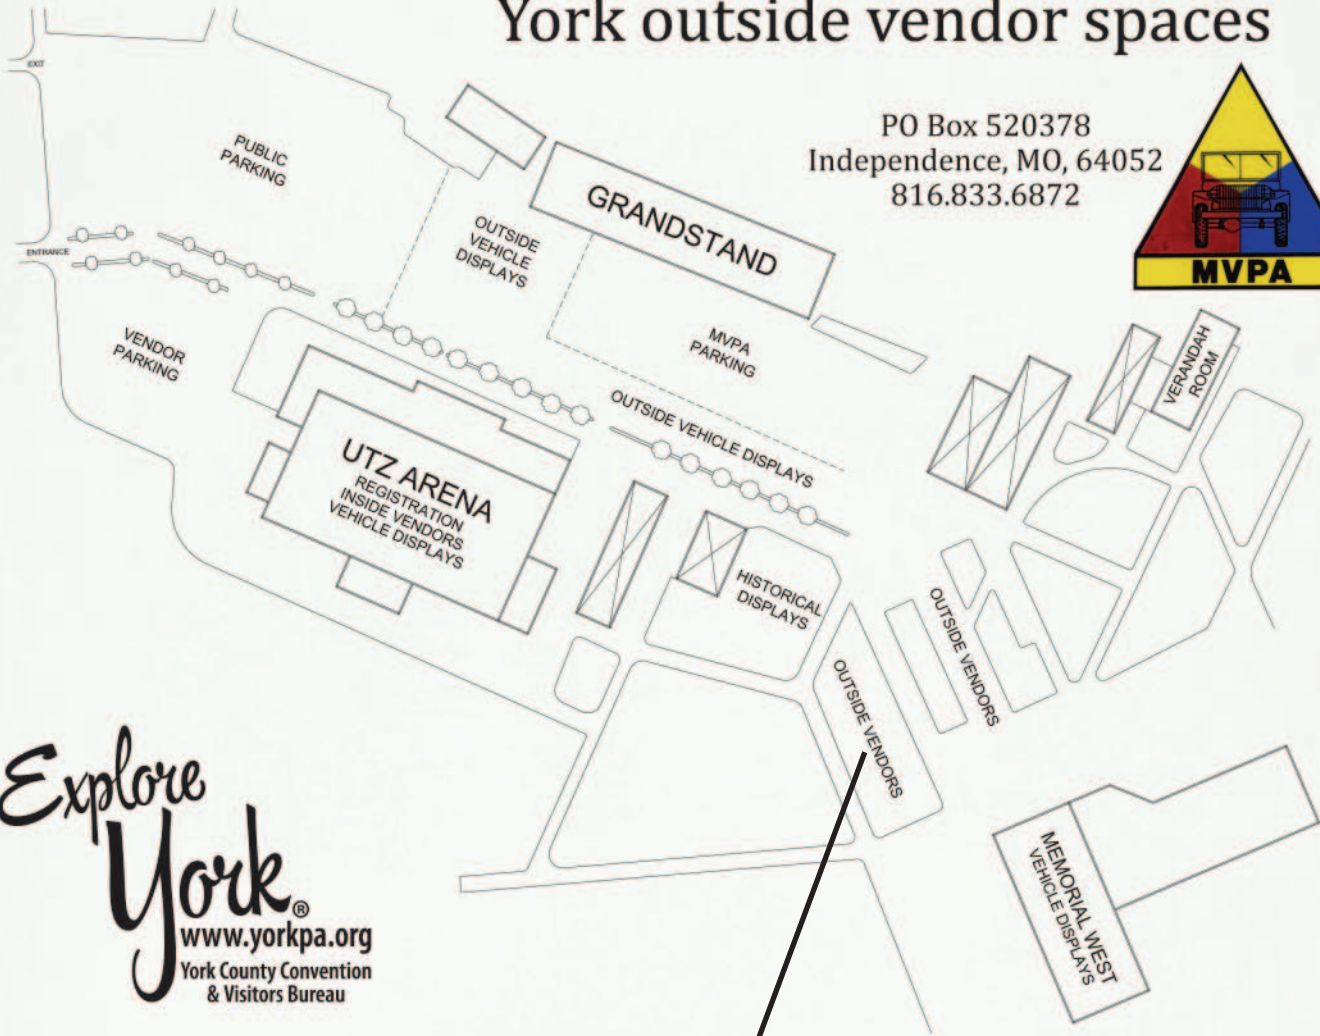 York outside vendor spaces
PO Box 520378
Independence, MO, 64052
816.833.6872
MVPA
EXIT
PUBLIC
PARKING
ENTRANCE
VENDOR
PARKING
OUTSIDE
VEHICLE
DISPLAYS
GRANDSTAND
MVPA
PARKING
OUTSIDE VEHICLE DISPLAYS
VERANDAH
ROOM
UTZ ARENA
REGISTRATION
INSIDE VENDORS
VEHICLE DISPLAYS
HISTORICAL
DISPLAYS
OUTSIDE VENDORS
OUTSIDE VENDORS
MEMORIAL WEST
VEHICLE DISPLAYS
Explore
York®
www.yorkpa.org
York County Convention
& Visitors Bureau